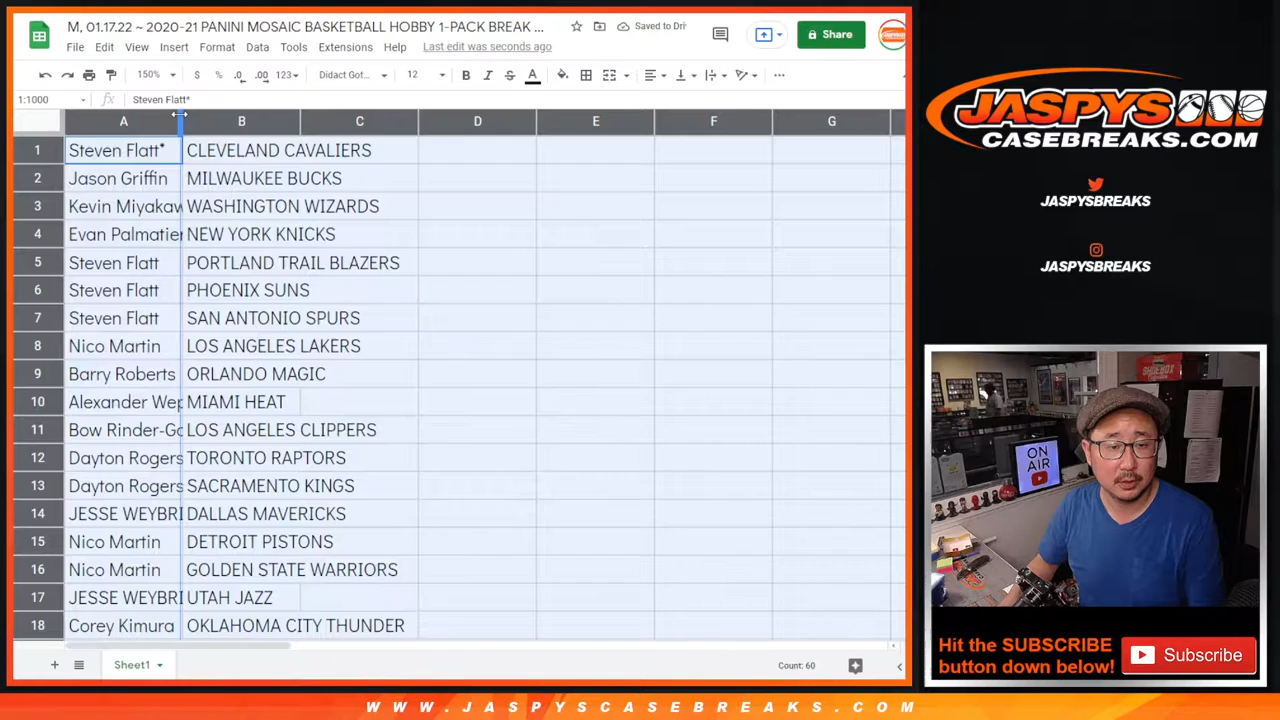 M, 01.17.22 ~ 2020-21 PANINI MOSAIC BASKETBALL HOBBY 1-PACK BREAK ...
Saved to Dri
File Edit View Insert Format Data Tools Extensions Help Last edit was seconds ago
Share
150% $ % .0 .00 123 Didact Got... 12 B I S A
1:1000 fx Steven Flatt*
A B C D E F G
1 Steven Flatt* CLEVELAND CAVALIERS
2 Jason Griffin MILWAUKEE BUCKS
3 Kevin Miyakaw WASHINGTON WIZARDS
4 Evan Palmatier NEW YORK KNICKS
5 Steven Flatt PORTLAND TRAIL BLAZERS
6 Steven Flatt PHOENIX SUNS
7 Steven Flatt SAN ANTONIO SPURS
8 Nico Martin LOS ANGELES LAKERS
9 Barry Roberts ORLANDO MAGIC
10 Alexander Wep MIAMI HEAT
11 Bow Rinder-Go LOS ANGELES CLIPPERS
12 Dayton Rogers TORONTO RAPTORS
13 Dayton Rogers SACRAMENTO KINGS
14 JESSE WEYBRI DALLAS MAVERICKS
15 Nico Martin DETROIT PISTONS
16 Nico Martin GOLDEN STATE WARRIORS
17 JESSE WEYBRI UTAH JAZZ
18 Corey Kimura OKLAHOMA CITY THUNDER
Sheet1
Count: 60
JASPYS
CASEBREAKS.COM
JASPYSBREAKS
JASPYSBREAKS
ON
AIR
Hit the SUBSCRIBE
button down below!
Subscribe
WWW.JASPYSCASEBREAKS.COM